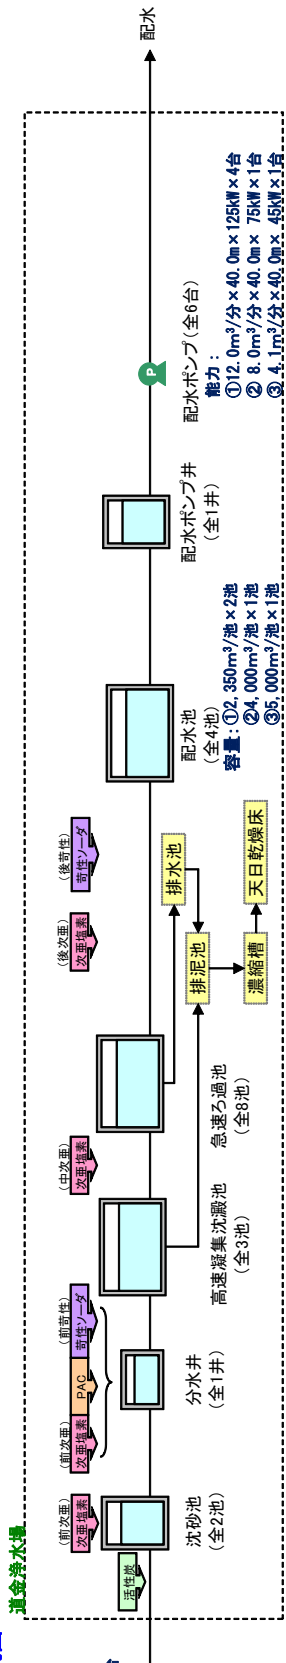 道金浄水場
活性炭
(前次亜)
次亜塩素
沈砂池
(全2池)
(前次亜)
次亜塩素
PAC
(前苛性)
苛性ソーダ
分水井
(全1井)
高速凝集沈澱池
(全3池)
(中次亜)
次亜塩素
急速ろ過池
(全8池)
(後次亜)
次亜塩素
(後苛性)
苛性ソーダ
排水池
排泥池
濃縮槽
天日乾燥床
配水池
(全4池)
容量:①2,350m³/池×2池
②4,000m³/池×1池
③5,000m³/池×1池
配水ポンプ井
(全1井)
P
配水ポンプ(全6台)
能力:
①12.0m³/分×40.0m×125kW×4台
② 8.0m³/分×40.0m× 75kW×1台
③ 4.1m³/分×40.0m× 45kW×1台
配水